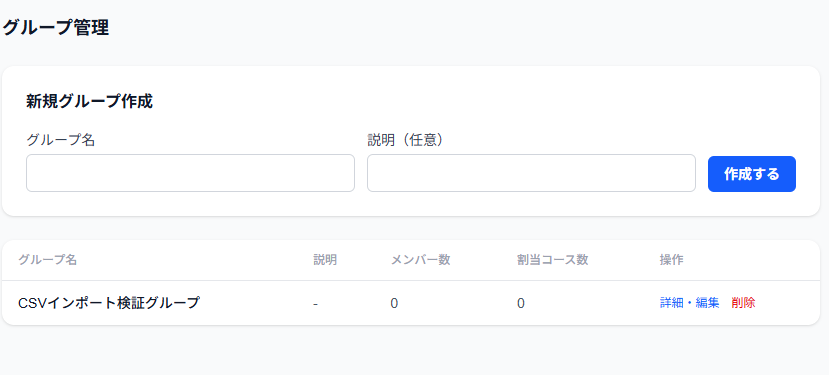 グループ管理
新規グループ作成
グループ名 説明（任意）
作成する
グループ名 説明 メンバー数 割当コース数 操作
CSVインポート検証グループ - 0 0 詳細・編集 削除